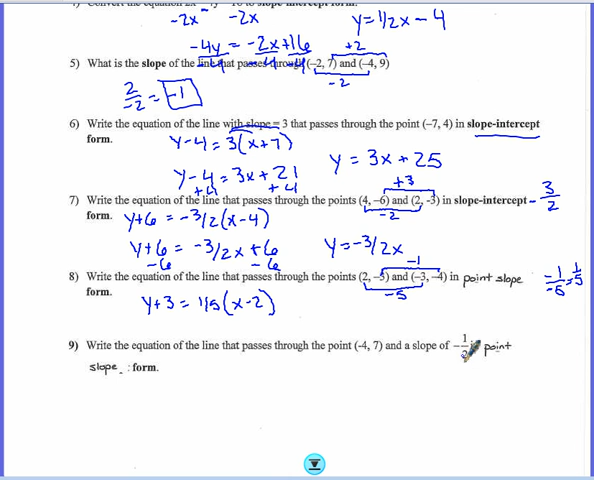 -2x    -2x    y = 1/2x - 4
-4y = -2x + 16    +2
-4    -4    -4
5) What is the slope of the line that passes through (−2, 7) and (−4, 9)
-2
2/-2 = -1
6) Write the equation of the line with slope = 3 that passes through the point (−7, 4) in slope-intercept
form.
y-4 = 3(x+7)
y-4 = 3x+21    y = 3x + 25
+4    +4    +3
7) Write the equation of the line that passes through the points (4, −6) and (2, −3) in slope-intercept -3/2
form.    -2
y+6 = -3/2(x-4)
y+6 = -3/2x+6    y=-3/2x
-6    -6    -1
8) Write the equation of the line that passes through the points (2, −3) and (−3, −4) in point slope    -1/-5 = 1/5
form.    -5
y+3 = 1/5(x-2)
9) Write the equation of the line that passes through the point (-4, 7) and a slope of −1/2 point
slope : form.